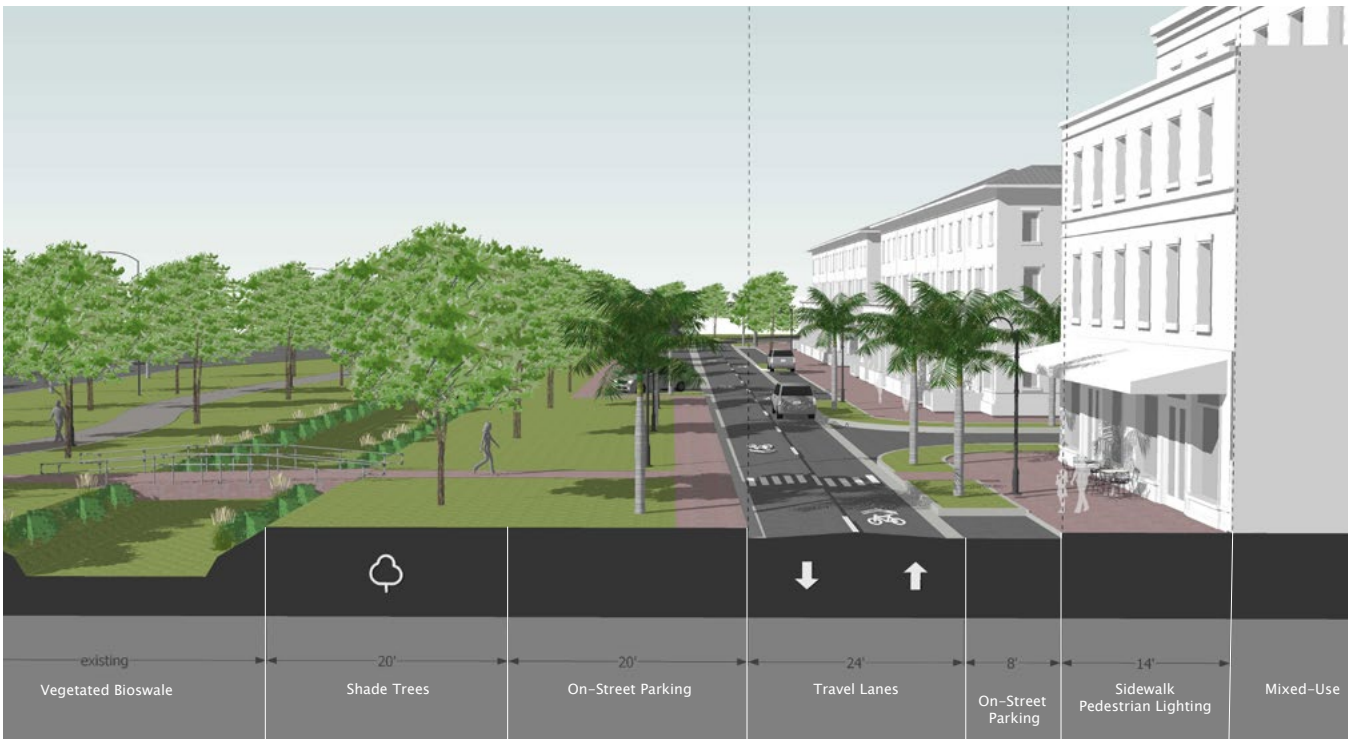 existing
20'
20'
24'
8'
14'
Vegetated Bioswale
Shade Trees
On-Street Parking
Travel Lanes
On-Street
Parking
Sidewalk
Pedestrian Lighting
Mixed-Use